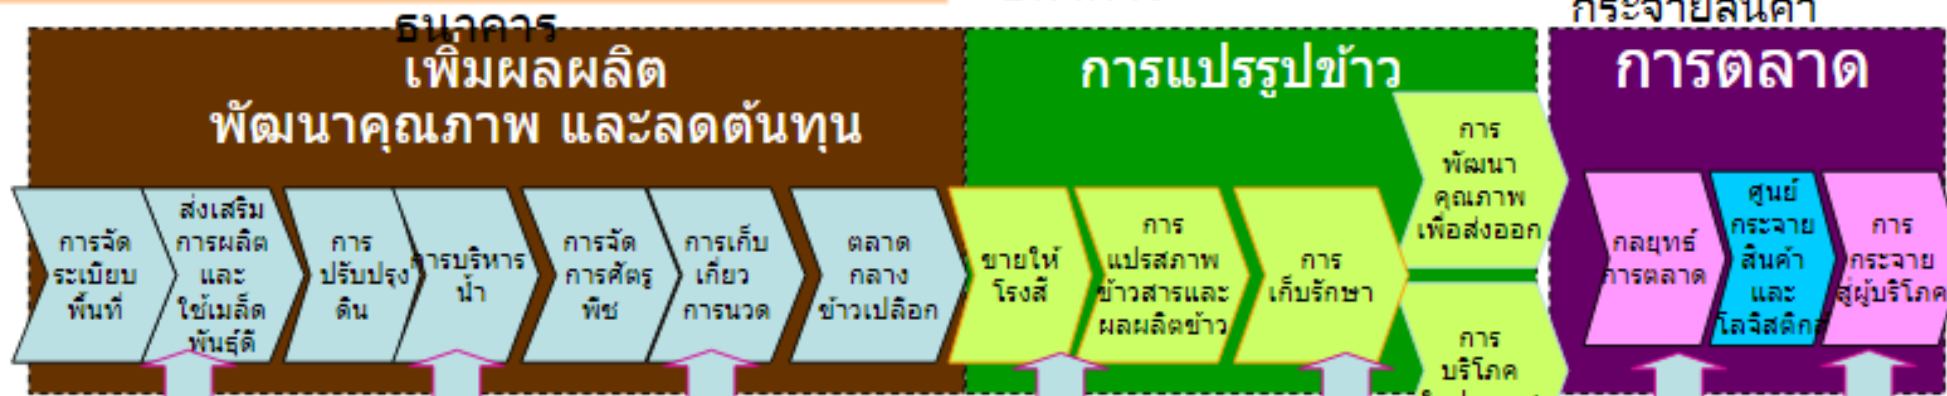 ธนาคาร
กระจายสินค้า
เพิ่มผลผลิต
พัฒนาคุณภาพ และลดต้นทุน
การแปรรูปข้าว
การตลาด
การจัด
ระเบียบ
พื้นที่
ส่งเสริม
การผลิต
และ
ใช้เมล็ด
พันธุ์ดี
การ
ปรับปรุง
ดิน
การบริหาร
น้ำ
การจัด
การศัตรู
พืช
การเก็บ
เกี่ยว
การนวด
ตลาด
กลาง
ข้าวเปลือก
ขายให้
โรงสี
การ
แปรสภาพ
ข้าวสารและ
ผลผลิตข้าว
การ
เก็บรักษา
การ
พัฒนา
คุณภาพ
เพื่อส่งออก
การ
บริโภค
กลยุทธ์
การตลาด
ศูนย์
กระจาย
สินค้า
และ
โลจิสติกส์
การ
กระจาย
สู่ผู้บริโภค